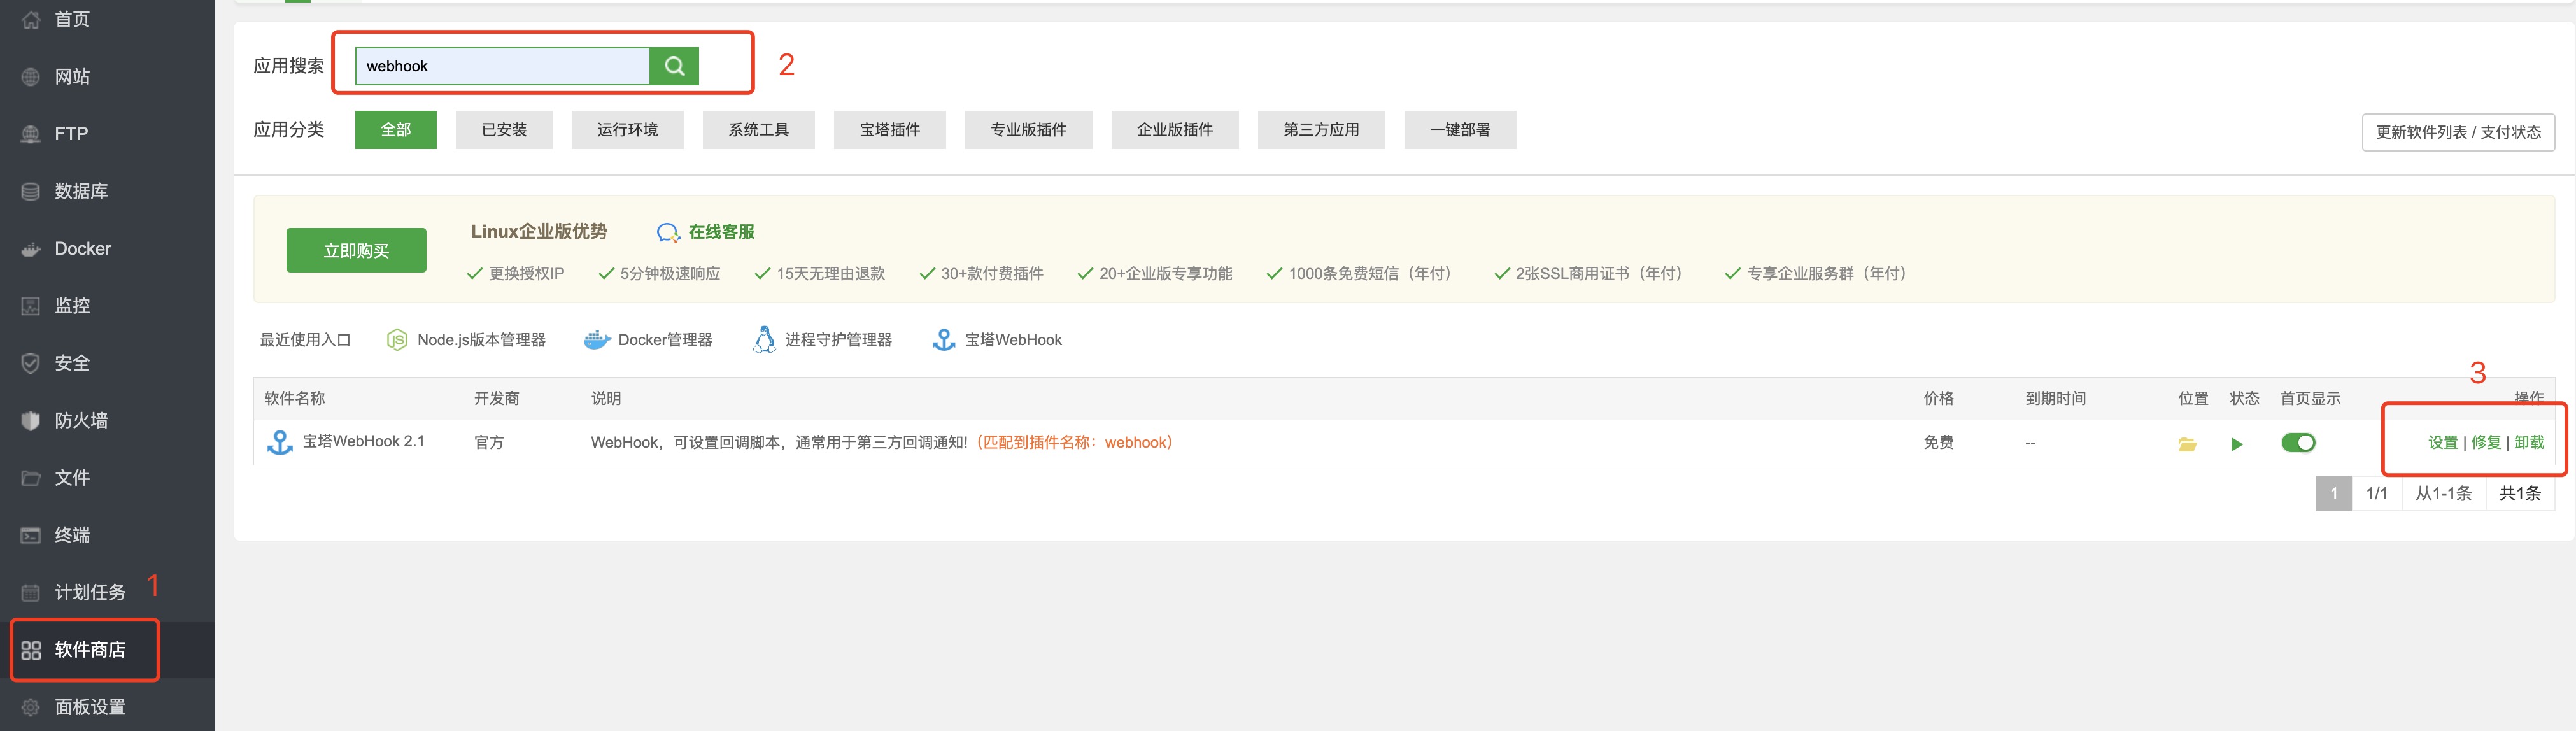 首页
网站
FTP
数据库
Docker
监控
安全
防火墙
文件
终端
计划任务
1
软件商店
面板设置
应用搜索 webhook 2
应用分类 全部 已安装 运行环境 系统工具 宝塔插件 专业版插件 企业版插件 第三方应用 一键部署
更新软件列表 / 支付状态
立即购买
Linux企业版优势 在线客服
更换授权IP 5分钟极速响应 15天无理由退款 30+款付费插件 20+企业版专享功能 1000条免费短信（年付） 2张SSL商用证书（年付） 专享企业服务群（年付）
最近使用入口 Node.js版本管理器 Docker管理器 进程守护管理器 宝塔WebHook
3
软件名称 开发商 说明 价格 到期时间 位置 状态 首页显示 操作
宝塔WebHook 2.1 官方 WebHook，可设置回调脚本，通常用于第三方回调通知!（匹配到插件名称：webhook） 免费 -- 设置 | 修复 | 卸载
1 1/1 从1-1条 共1条